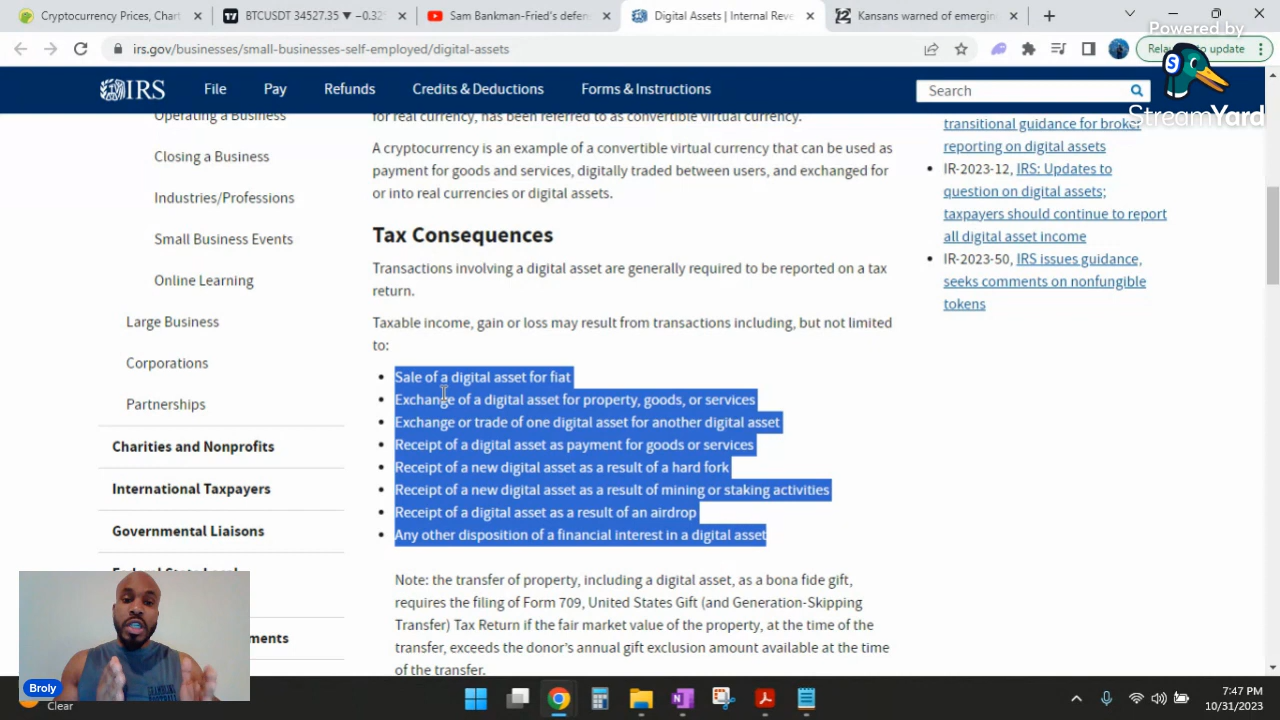 Cryptocurrency Prices, Chart
BTCUSDT 34527.35 ▼ −0.32%
Sam Bankman-Fried's defens
Digital Assets | Internal Reve
Kansans warned of emergin
irs.gov/businesses/small-businesses-self-employed/digital-assets
Powered by
StreamYard
IRS
File
Pay
Refunds
Credits & Deductions
Forms & Instructions
Search
Operating a Business
Closing a Business
Industries/Professions
Small Business Events
Online Learning
Large Business
Corporations
Partnerships
Charities and Nonprofits
International Taxpayers
Governmental Liaisons
for real currency, has been referred to as convertible virtual currency.
A cryptocurrency is an example of a convertible virtual currency that can be used as
payment for goods and services, digitally traded between users, and exchanged for
or into real currencies or digital assets.
Tax Consequences
Transactions involving a digital asset are generally required to be reported on a tax
return.
Taxable income, gain or loss may result from transactions including, but not limited
to:
• Sale of a digital asset for fiat
• Exchange of a digital asset for property, goods, or services
• Exchange or trade of one digital asset for another digital asset
• Receipt of a digital asset as payment for goods or services
• Receipt of a new digital asset as a result of a hard fork
• Receipt of a new digital asset as a result of mining or staking activities
• Receipt of a digital asset as a result of an airdrop
• Any other disposition of a financial interest in a digital asset
Note: the transfer of property, including a digital asset, as a bona fide gift,
requires the filing of Form 709, United States Gift (and Generation-Skipping
Transfer) Tax Return if the fair market value of the property, at the time of the
transfer, exceeds the donor's annual gift exclusion amount available at the time
of the transfer.
transitional guidance for broker
reporting on digital assets
• IR-2023-12, IRS: Updates to
question on digital assets;
taxpayers should continue to report
all digital asset income
• IR-2023-50, IRS issues guidance,
seeks comments on nonfungible
tokens
Broly
Clear
7:47 PM
10/31/2023